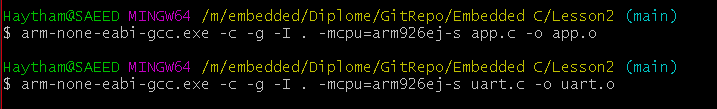 Haytham@SAEED MINGW64 /m/embedded/Diplome/GitRepo/Embedded C/Lesson2 (main)
$ arm-none-eabi-gcc.exe -c -g -I . -mcpu=arm926ej-s app.c -o app.o
Haytham@SAEED MINGW64 /m/embedded/Diplome/GitRepo/Embedded C/Lesson2 (main)
$ arm-none-eabi-gcc.exe -c -g -I . -mcpu=arm926ej-s uart.c -o uart.o